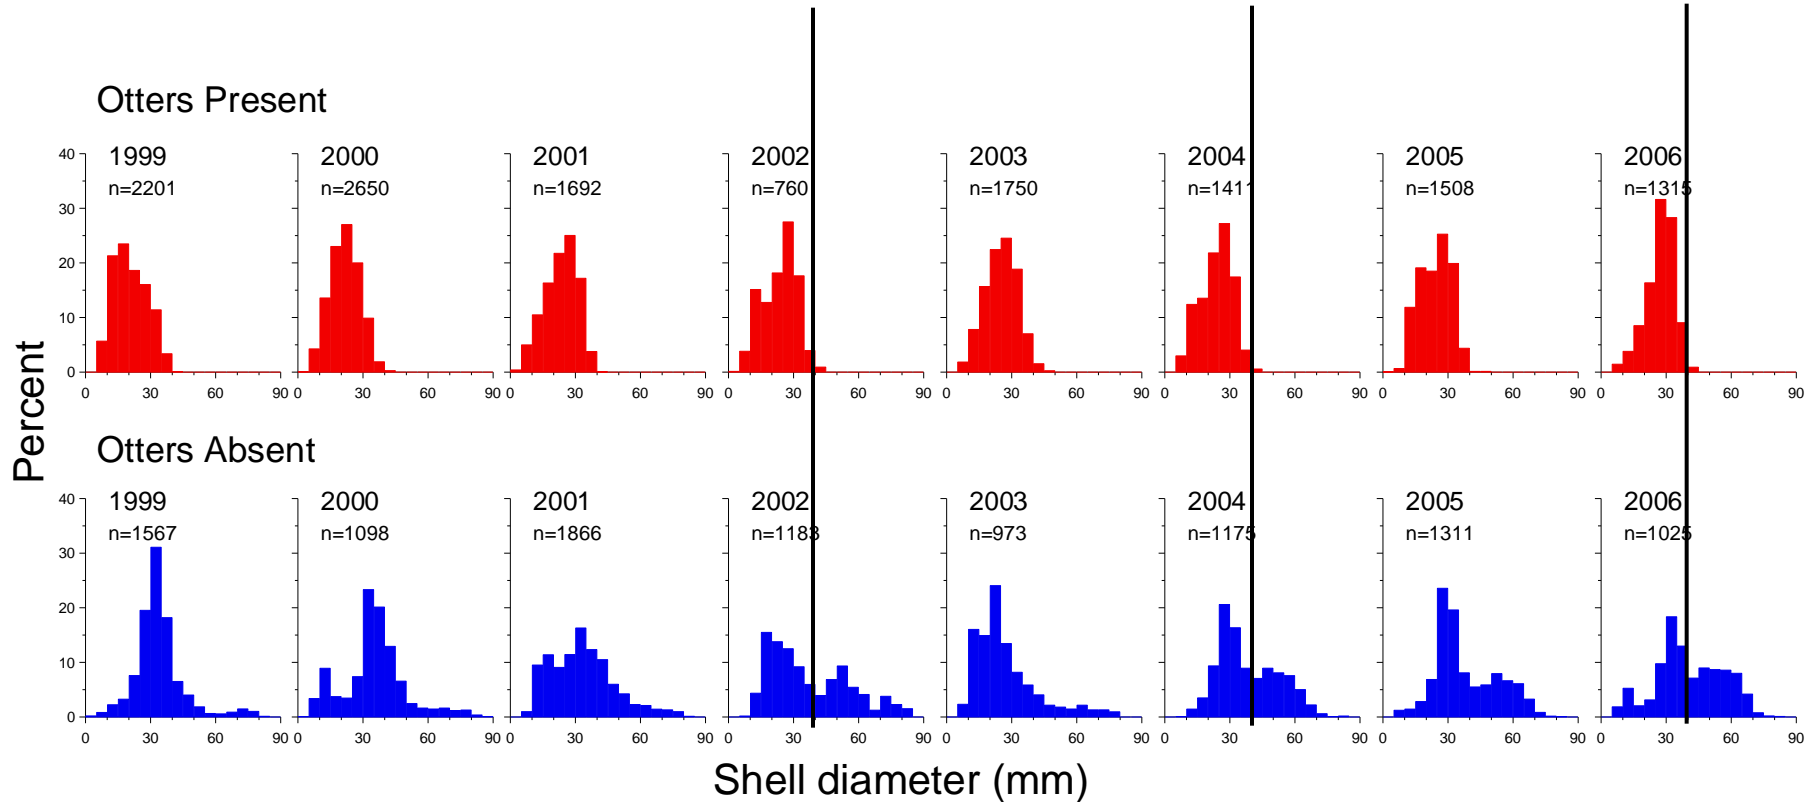 Otters Present
1999 2000 2001 2002 2003 2004 2005 2006
n=2201 n=2650 n=1692 n=760 n=1750 n=1411 n=1508 n=1315
40
30
20
10
0
0 30 60 90 0 30 60 90 0 30 60 90 0 30 60 90 0 30 60 90 0 30 60 90 0 30 60 90 0 30 60 90
Percent
Otters Absent
1999 2000 2001 2002 2003 2004 2005 2006
n=1567 n=1098 n=1866 n=1183 n=973 n=1175 n=1311 n=1025
40
30
20
10
0
0 30 60 90 0 30 60 90 0 30 60 90 0 30 60 90 0 30 60 90 0 30 60 90 0 30 60 90 0 30 60 90
Shell diameter (mm)